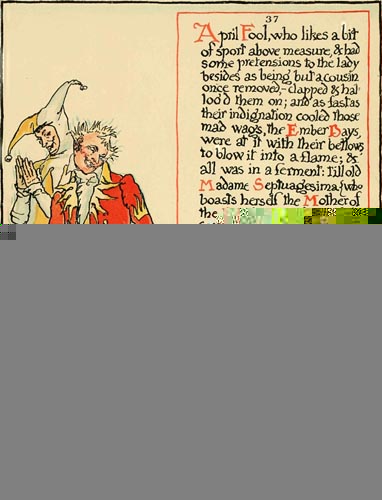 37
April Fool, who likes a bit
of sport above measure, & had
some pretensions to the lady
besides as being but a cousin
once removed,- clapped & hal-
loo'd them on; and as fast as
their indignation cooled those
mad wags, the Ember Days,
were at it with their bellows
to blow it into a flame; &
all was in a ferment: till old
Madame Septuagesima, (who
boasts herself the Mother of
the